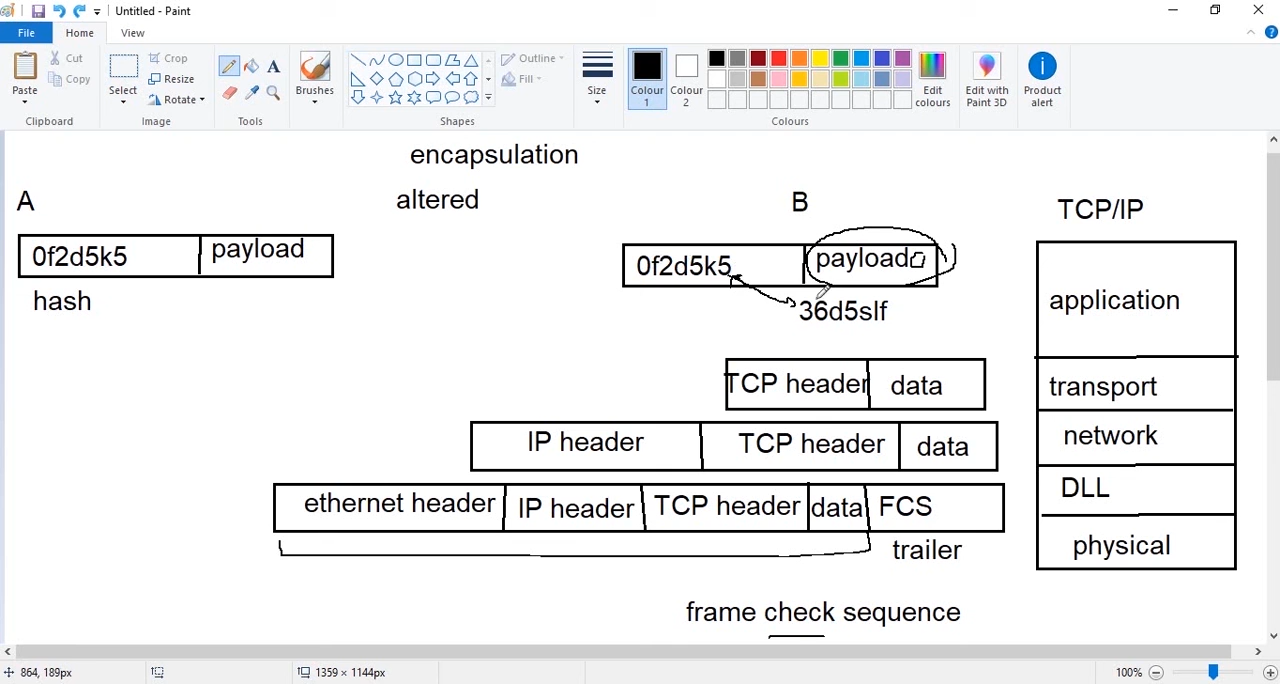 Untitled - Paint
File Home View
Paste Cut Copy Clipboard
Select Crop Resize Rotate Image
Tools
Brushes
Outline Fill Shapes
Size
Colour 1 Colour 2 Edit colours Colours
Edit with Paint 3D
Product alert
encapsulation
A altered B TCP/IP
0f2d5k5 payload 0f2d5k5 payload
hash 36d5slf application
TCP header data transport
IP header TCP header data network
ethernet header IP header TCP header data FCS DLL
trailer physical
frame check sequence
864, 189px 1359 × 1144px 100%